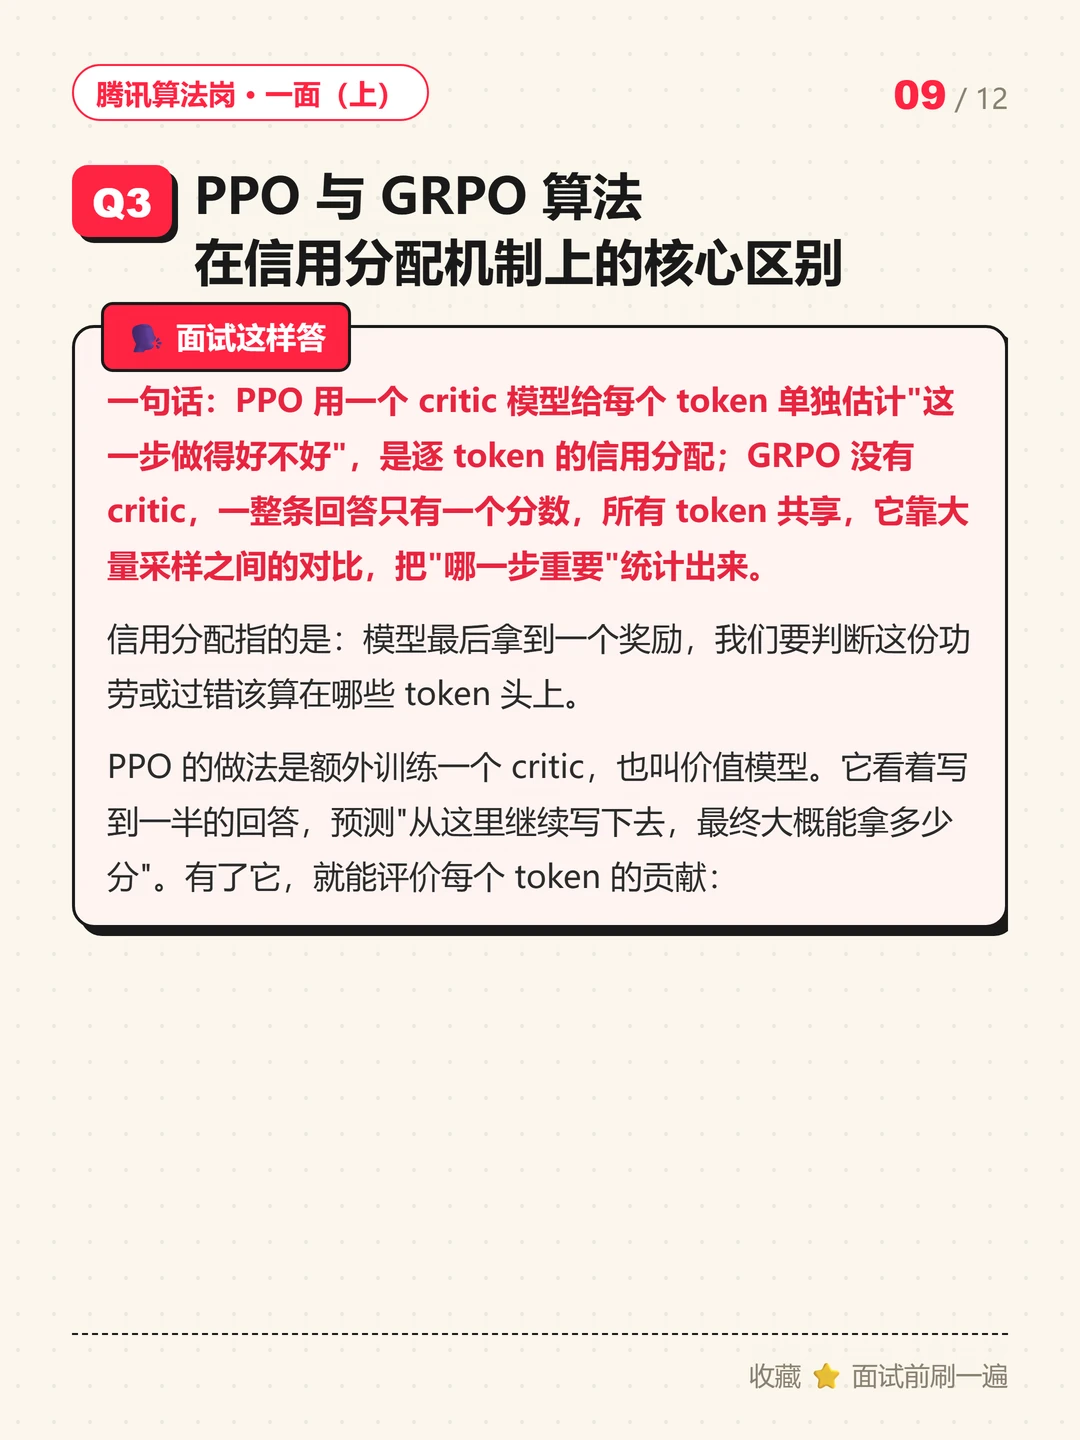 腾讯算法岗·一面（上）
09 / 12
Q3
PPO 与 GRPO 算法
在信用分配机制上的核心区别
面试这样答
一句话：PPO 用一个 critic 模型给每个 token 单独估计"这
一步做得好不好"，是逐 token 的信用分配；GRPO 没有
critic，一整条回答只有一个分数，所有 token 共享，它靠大
量采样之间的对比，把"哪一步重要"统计出来。
信用分配指的是：模型最后拿到一个奖励，我们要判断这份功
劳或过错该算在哪些 token 头上。
PPO 的做法是额外训练一个 critic，也叫价值模型。它看着写
到一半的回答，预测"从这里继续写下去，最终大概能拿多少
分"。有了它，就能评价每个 token 的贡献：
收藏 ⭐ 面试前刷一遍